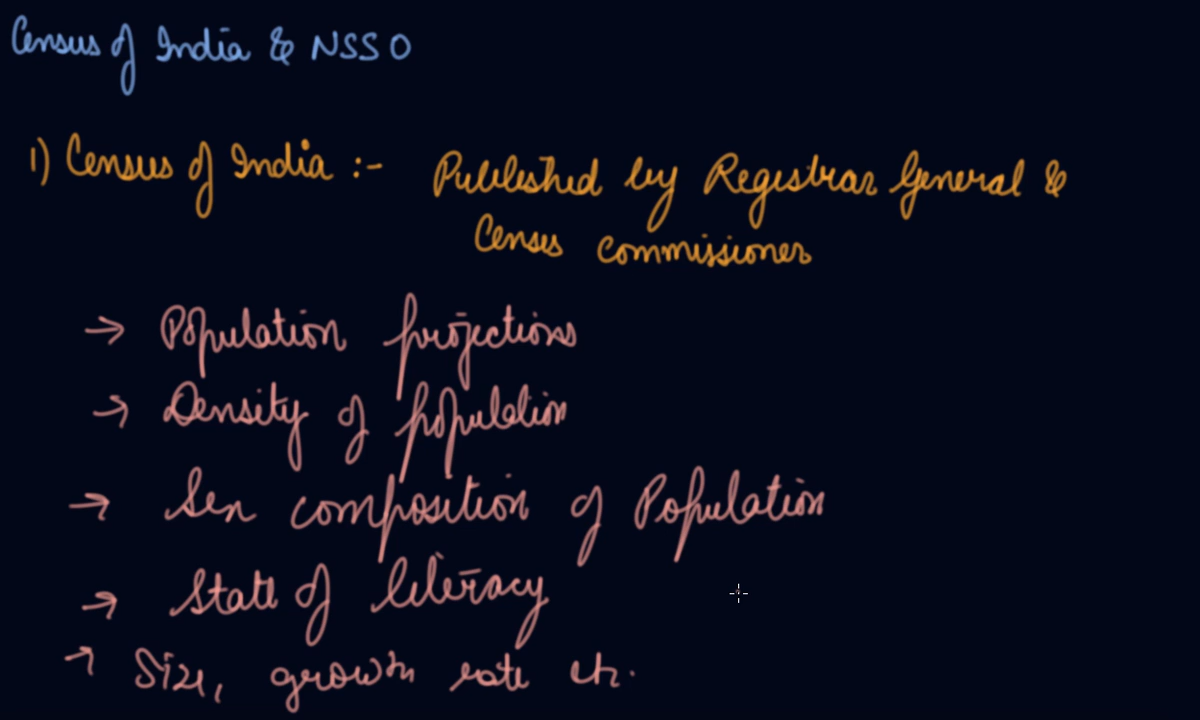 Census of India & NSSO
1) Census of India :- Published by Registrar General &
Census Commissioner
→ Population projections
→ Density of population
→ Sex composition of Population
→ State of literacy
→ Size, growth rate etc.